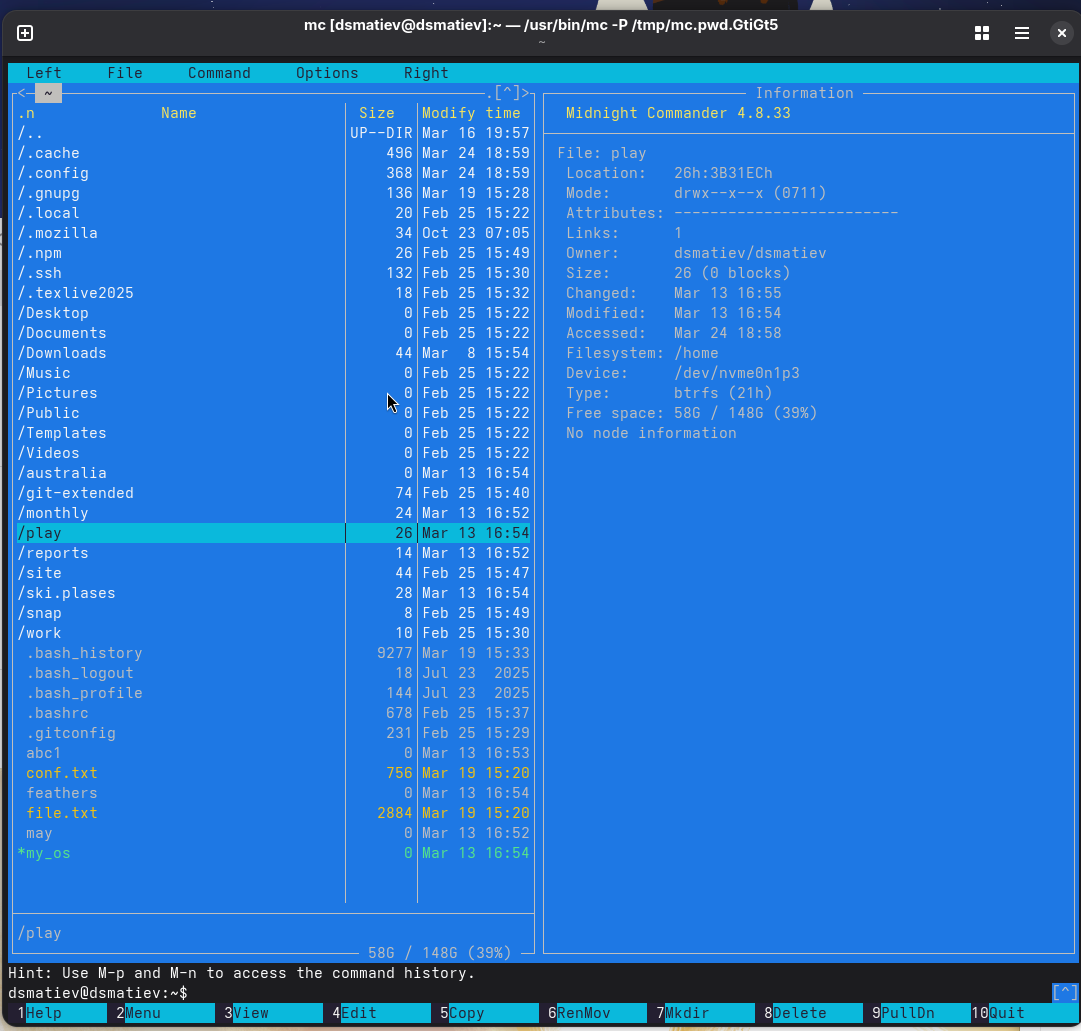 mc [dsmatiev@dsmatiev]:~ — /usr/bin/mc -P /tmp/mc.pwd.GtiGt5
~
Left File Command Options Right
<─ ~ .[^]>
Information
.n Name Size Modify time
Midnight Commander 4.8.33
/.. UP--DIR Mar 16 19:57
/.cache 496 Mar 24 18:59
File: play
/.config 368 Mar 24 18:59
Location: 26h:3B31ECh
/.gnupg 136 Mar 19 15:28
Mode: drwx--x--x (0711)
/.local 20 Feb 25 15:22
Attributes: -------------------------
/.mozilla 34 Oct 23 07:05
Links: 1
/.npm 26 Feb 25 15:49
Owner: dsmatiev/dsmatiev
/.ssh 132 Feb 25 15:30
Size: 26 (0 blocks)
/.texlive2025 18 Feb 25 15:32
Changed: Mar 13 16:55
/Desktop 0 Feb 25 15:22
Modified: Mar 13 16:54
/Documents 0 Feb 25 15:22
Accessed: Mar 24 18:58
/Downloads 44 Mar 8 15:54
Filesystem: /home
/Music 0 Feb 25 15:22
Device: /dev/nvme0n1p3
/Pictures 0 Feb 25 15:22
Type: btrfs (21h)
/Public 0 Feb 25 15:22
Free space: 58G / 148G (39%)
/Templates 0 Feb 25 15:22
No node information
/Videos 0 Feb 25 15:22
/australia 0 Mar 13 16:54
/git-extended 74 Feb 25 15:40
/monthly 24 Mar 13 16:52
/play 26 Mar 13 16:54
/reports 14 Mar 13 16:52
/site 44 Feb 25 15:47
/ski.plases 28 Mar 13 16:54
/snap 8 Feb 25 15:49
/work 10 Feb 25 15:30
.bash_history 9277 Mar 19 15:33
.bash_logout 18 Jul 23 2025
.bash_profile 144 Jul 23 2025
.bashrc 678 Feb 25 15:37
.gitconfig 231 Feb 25 15:29
abc1 0 Mar 13 16:53
conf.txt 756 Mar 19 15:20
feathers 0 Mar 13 16:54
file.txt 2884 Mar 19 15:20
may 0 Mar 13 16:52
*my_os 0 Mar 13 16:54
/play
58G / 148G (39%)
Hint: Use M-p and M-n to access the command history.
dsmatiev@dsmatiev:~$ [^]
1Help 2Menu 3View 4Edit 5Copy 6RenMov 7Mkdir 8Delete 9PullDn 10Quit